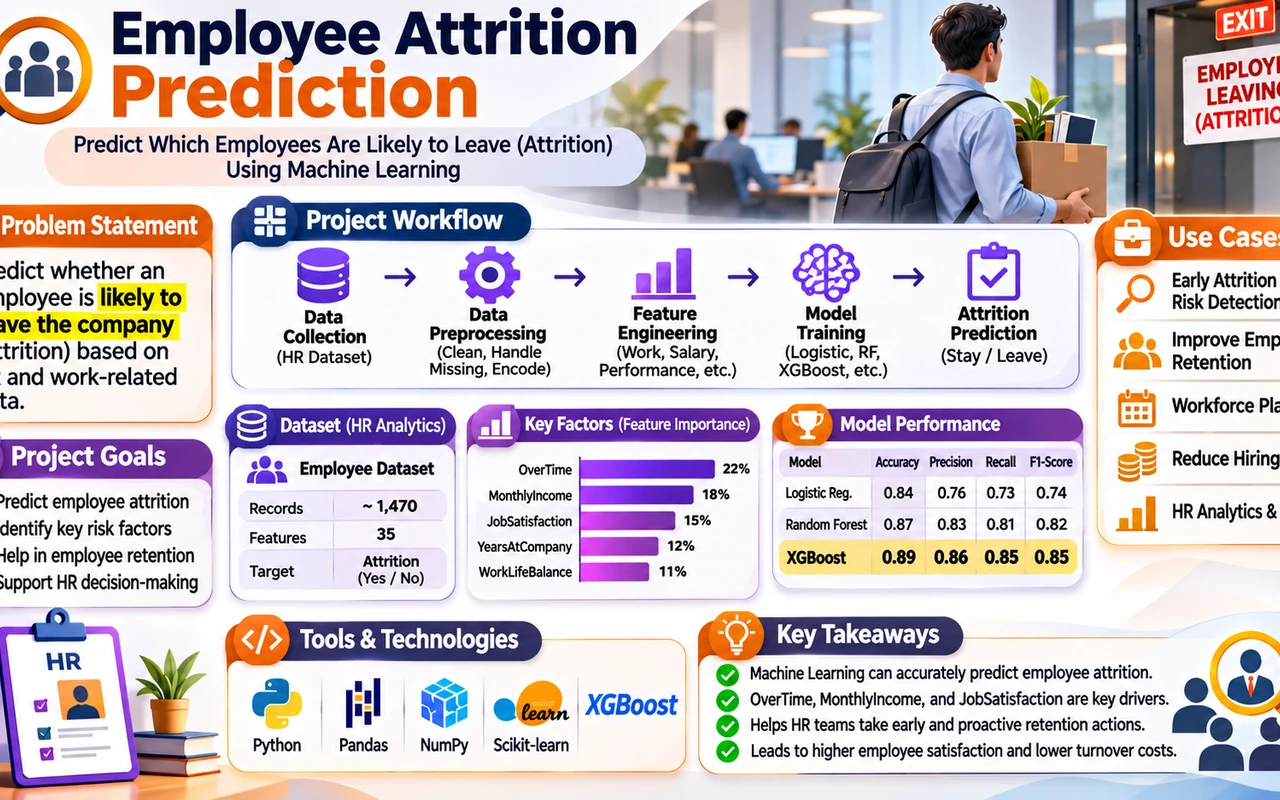 Employee Attrition
Prediction
Predict Which Employees Are Likely to Leave (Attrition)
Using Machine Learning
EXIT
EMPLOYE
LEAVING
(ATTRITIO
Problem Statement
edict whether an
mployee is likely to
ave the company
ttrition) based on
and work-related
ta.
Project Workflow
Data
Collection
(HR Dataset)
Data
Preprocessing
(Clean, Handle
Missing, Encode)
Feature
Engineering
(Work, Salary,
Performance, etc.)
Model
Training
(Logistic, RF,
XGBoost, etc.)
Attrition
Prediction
(Stay / Leave)
Use Cases
Early Attrition
Risk Detection
Improve Emp
Retention
Workforce Pla
Reduce Hiring
HR Analytics &
Project Goals
Predict employee attrition
dentify key risk factors
Help in employee retention
Support HR decision-making
Dataset (HR Analytics)
Employee Dataset
Records ~ 1,470
Features 35
Target Attrition
(Yes / No)
Key Factors (Feature Importance)
OverTime 22%
MonthlyIncome 18%
JobSatisfaction 15%
YearsAtCompany 12%
WorkLifeBalance 11%
Model Performance
Model Accuracy Precision Recall F1-Score
Logistic Reg. 0.84 0.76 0.73 0.74
Random Forest 0.87 0.83 0.81 0.82
XGBoost 0.89 0.86 0.85 0.85
HR
Tools & Technologies
Python
Pandas
NumPy
learn
Scikit-learn
XGBoost
Key Takeaways
Machine Learning can accurately predict employee attrition.
OverTime, MonthlyIncome, and JobSatisfaction are key drivers.
Helps HR teams take early and proactive retention actions.
Leads to higher employee satisfaction and lower turnover costs.